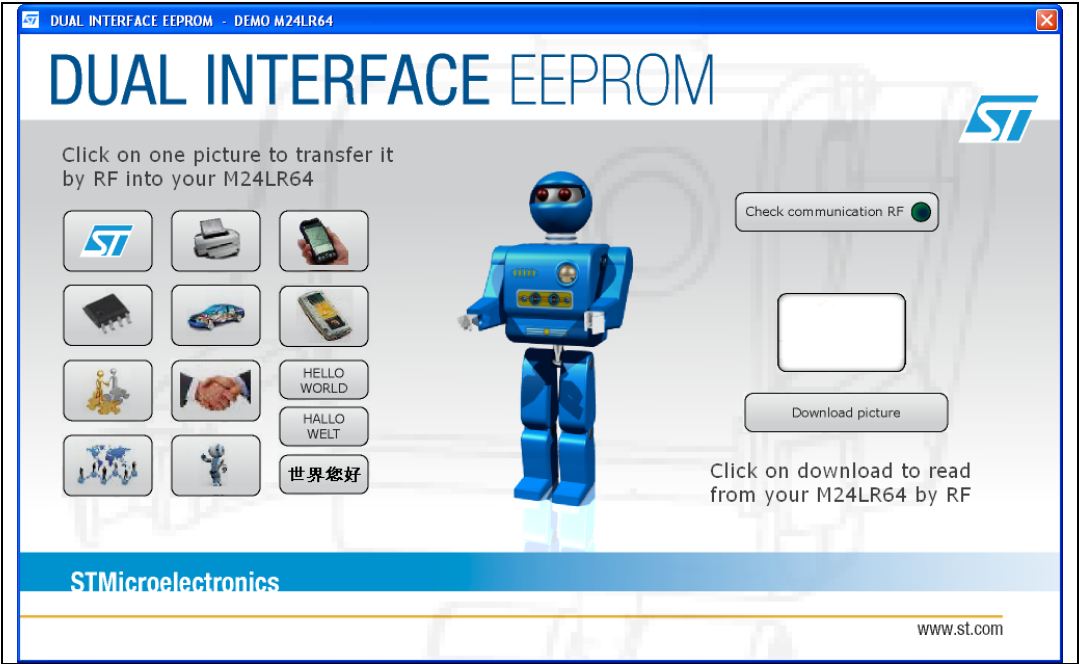 DUAL INTERFACE EEPROM - DEMO M24LR64
DUAL INTERFACE EEPROM
ST
Click on one picture to transfer it
by RF into your M24LR64
ST
HELLO
WORLD
HALLO
WELT
世界您好
Check communication RF
Download picture
Click on download to read
from your M24LR64 by RF
STMicroelectronics
www.st.com